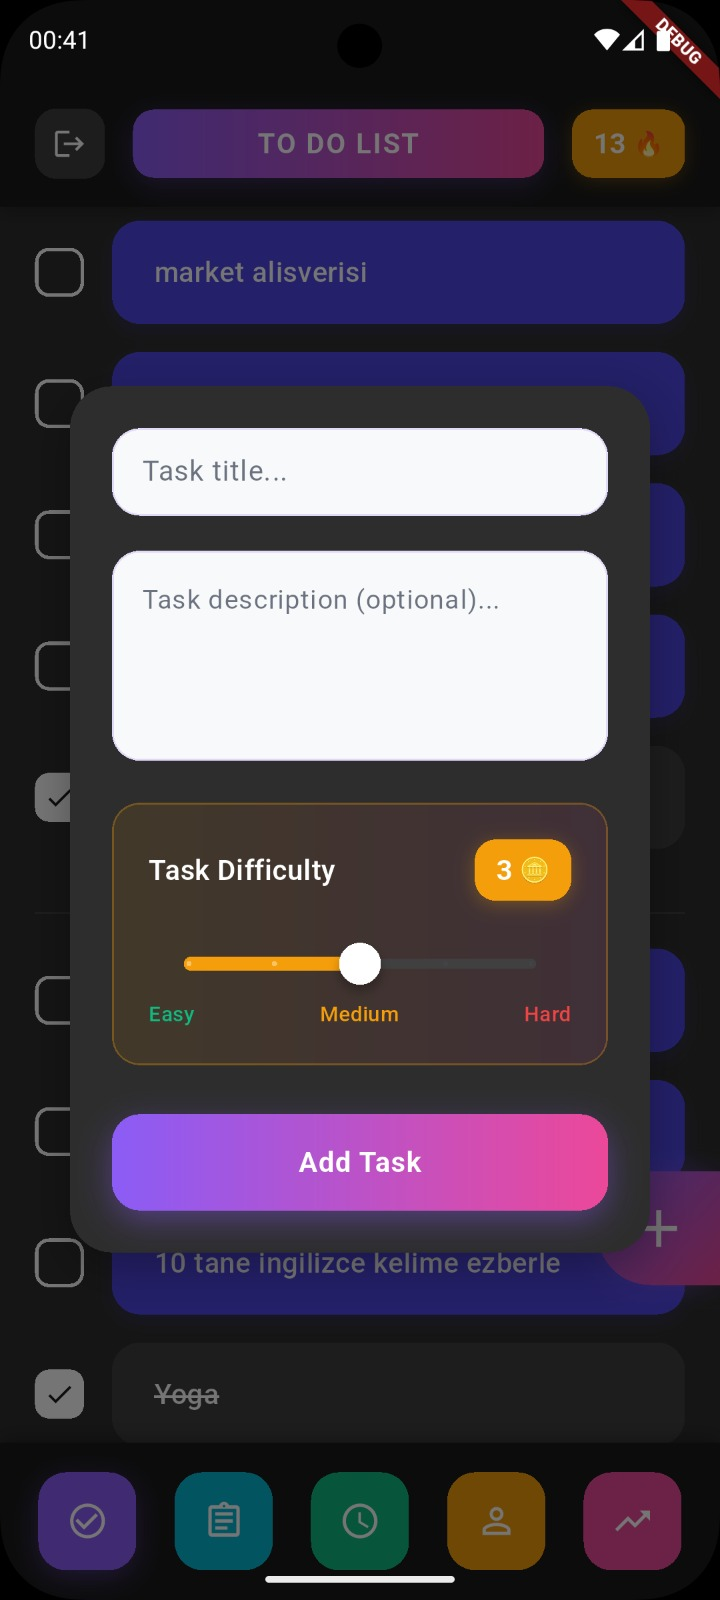 00:41
DEBUG
TO DO LIST
13 🔥
market alisverisi
Task title...
Task description (optional)...
Task Difficulty
3 🪙
Easy Medium Hard
Add Task
10 tane ingilizce kelime ezberle
Yoga